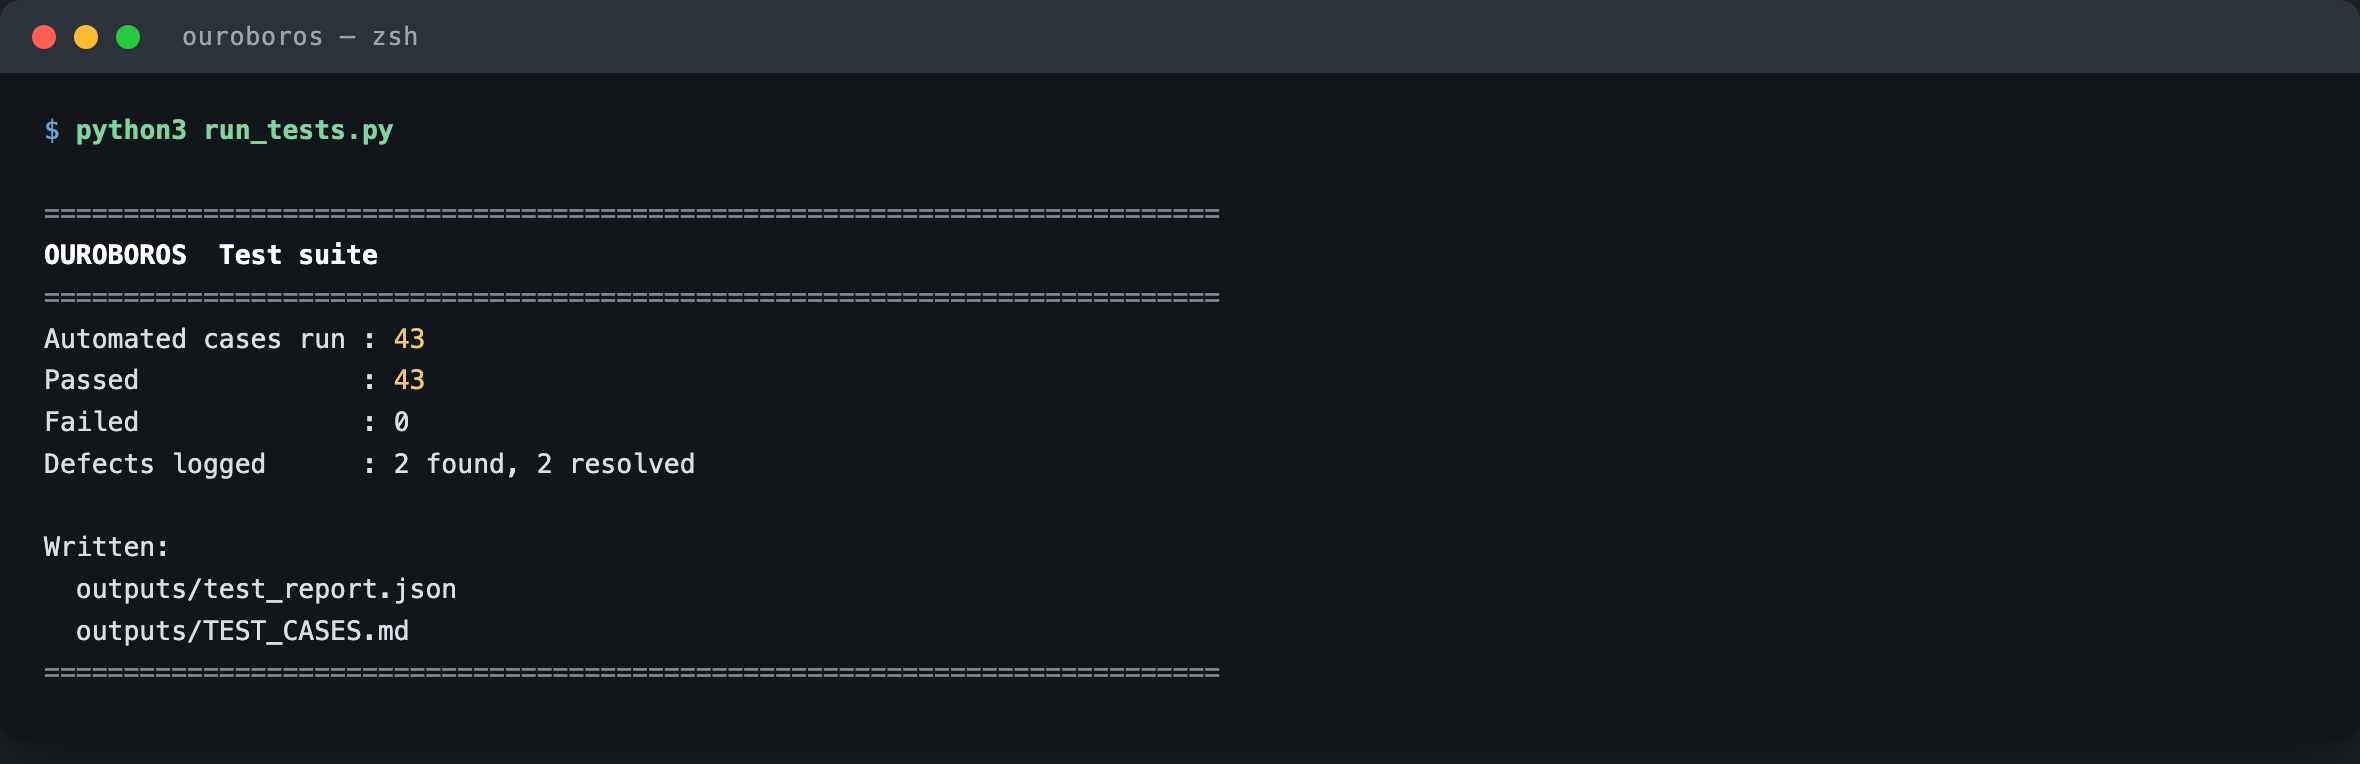 ouroboros — zsh
$ python3 run_tests.py
==========================================================================
OUROBOROS  Test suite
==========================================================================
Automated cases run : 43
Passed              : 43
Failed              : 0
Defects logged      : 2 found, 2 resolved
Written:
  outputs/test_report.json
  outputs/TEST_CASES.md
==========================================================================